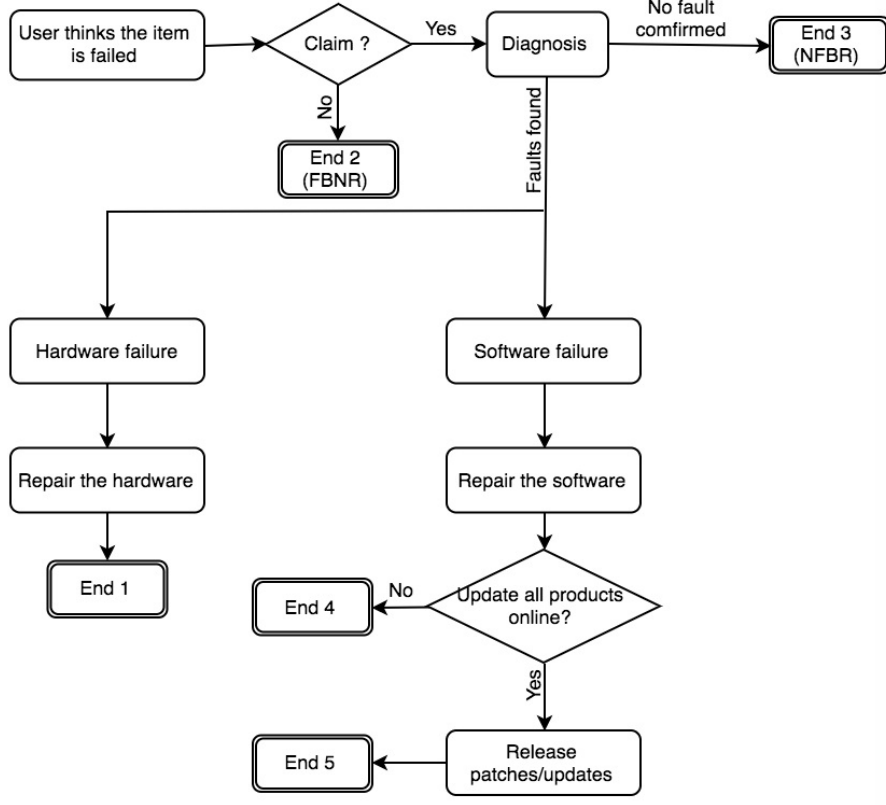 User thinks the item
is failed
Claim ?
Yes
Diagnosis
No fault
comfirmed
End 3
(NFBR)
No
End 2
(FBNR)
Faults found
Hardware failure
Software failure
Repair the hardware
Repair the software
End 1
End 4
No
Update all products
online?
Yes
End 5
Release
patches/updates